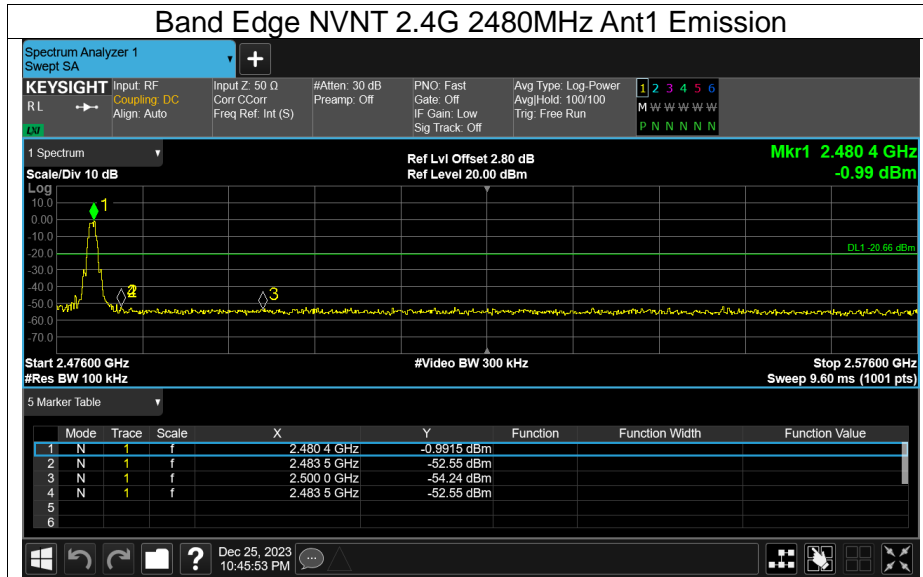 Band Edge NVNT 2.4G 2480MHz Ant1 Emission
Spectrum Analyzer 1
Swept SA
+
KEYSIGHT Input: RF Input Z: 50 Ω #Atten: 30 dB PNO: Fast Avg Type: Log-Power 1 2 3 4 5 6
R L Coupling: DC Corr CCorr Preamp: Off Gate: Off Avg|Hold: 100/100 M W W W W W
Align: Auto Freq Ref: Int (S) IF Gain: Low Trig: Free Run
LXI Sig Track: Off P N N N N N
1 Spectrum Ref Lvl Offset 2.80 dB Mkr1 2.480 4 GHz
Scale/Div 10 dB Ref Level 20.00 dBm -0.99 dBm
Log
10.0 1
0.00
-10.0
-20.0 DL1 -20.66 dBm
-30.0
-40.0 3
-50.0
-60.0
-70.0
Start 2.47600 GHz #Video BW 300 kHz Stop 2.57600 GHz
#Res BW 100 kHz Sweep 9.60 ms (1001 pts)
5 Marker Table
Mode Trace Scale X Y Function Function Width Function Value
1 N 1 f 2.480 4 GHz -0.9915 dBm
2 N 1 f 2.483 5 GHz -52.55 dBm
3 N 1 f 2.500 0 GHz -54.24 dBm
4 N 1 f 2.483 5 GHz -52.55 dBm
5
6
? Dec 25, 2023
10:45:53 PM